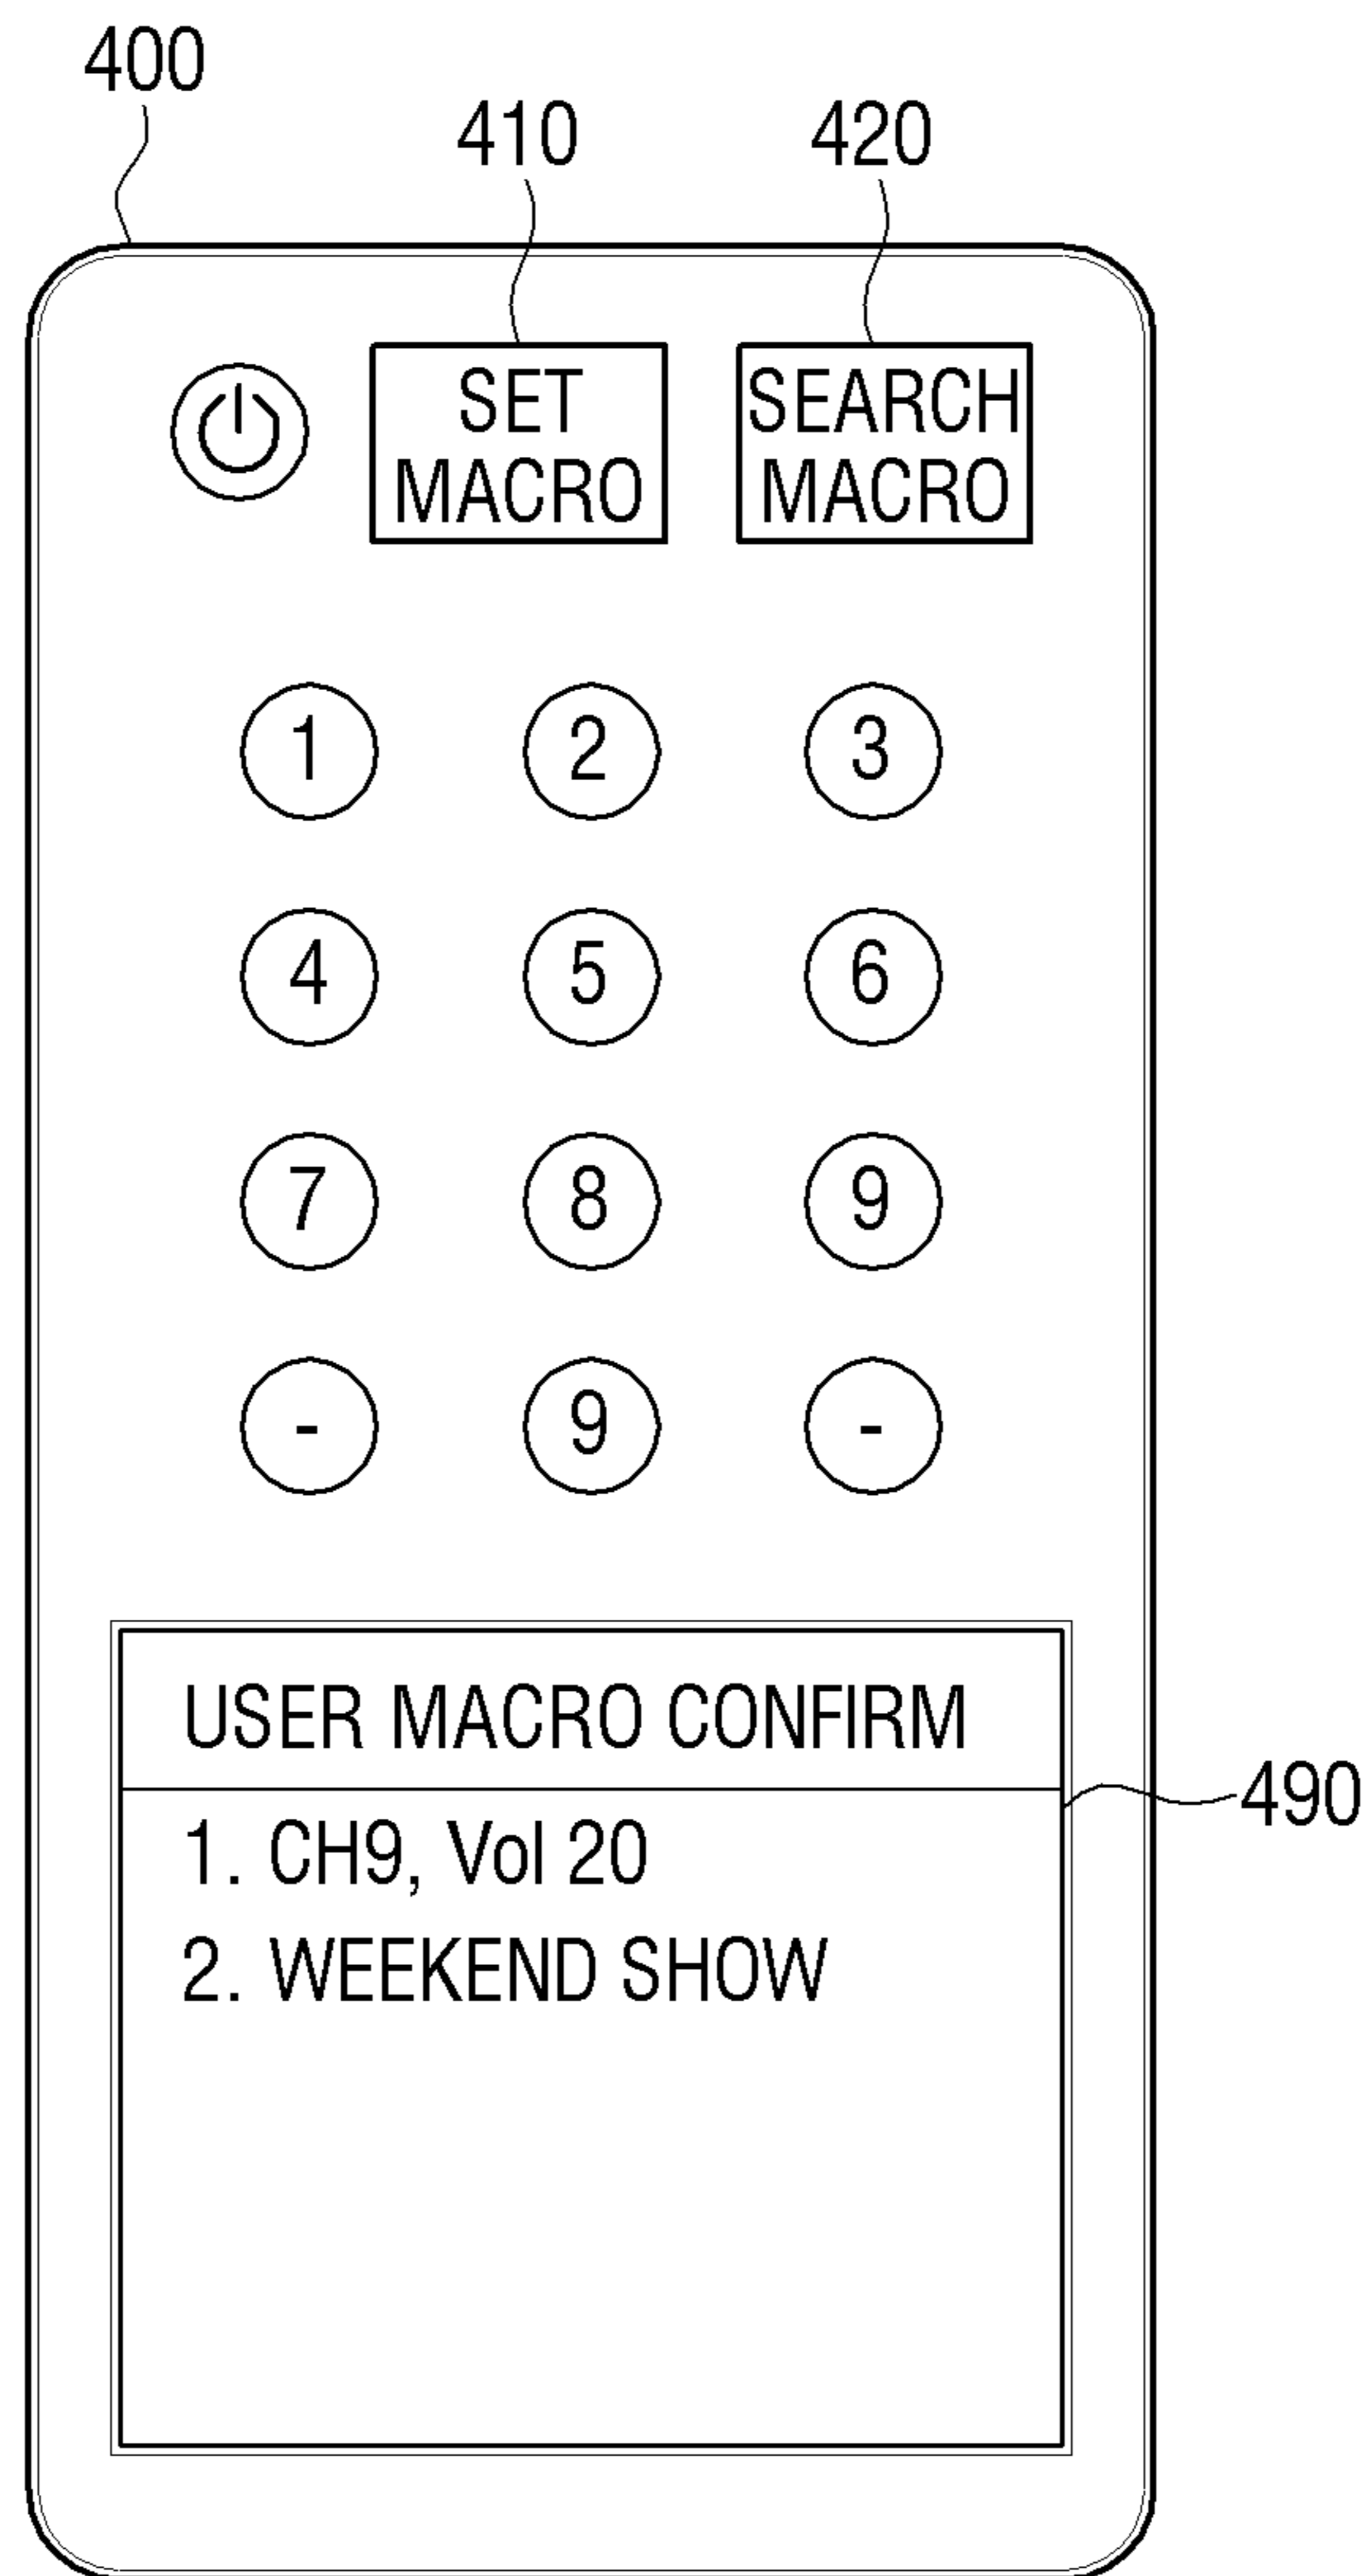 400
410
420
SET
MACRO
SEARCH
MACRO
1 2 3
4 5 6
7 8 9
- 9 -
USER MACRO CONFIRM
490
1. CH9, Vol 20
2. WEEKEND SHOW